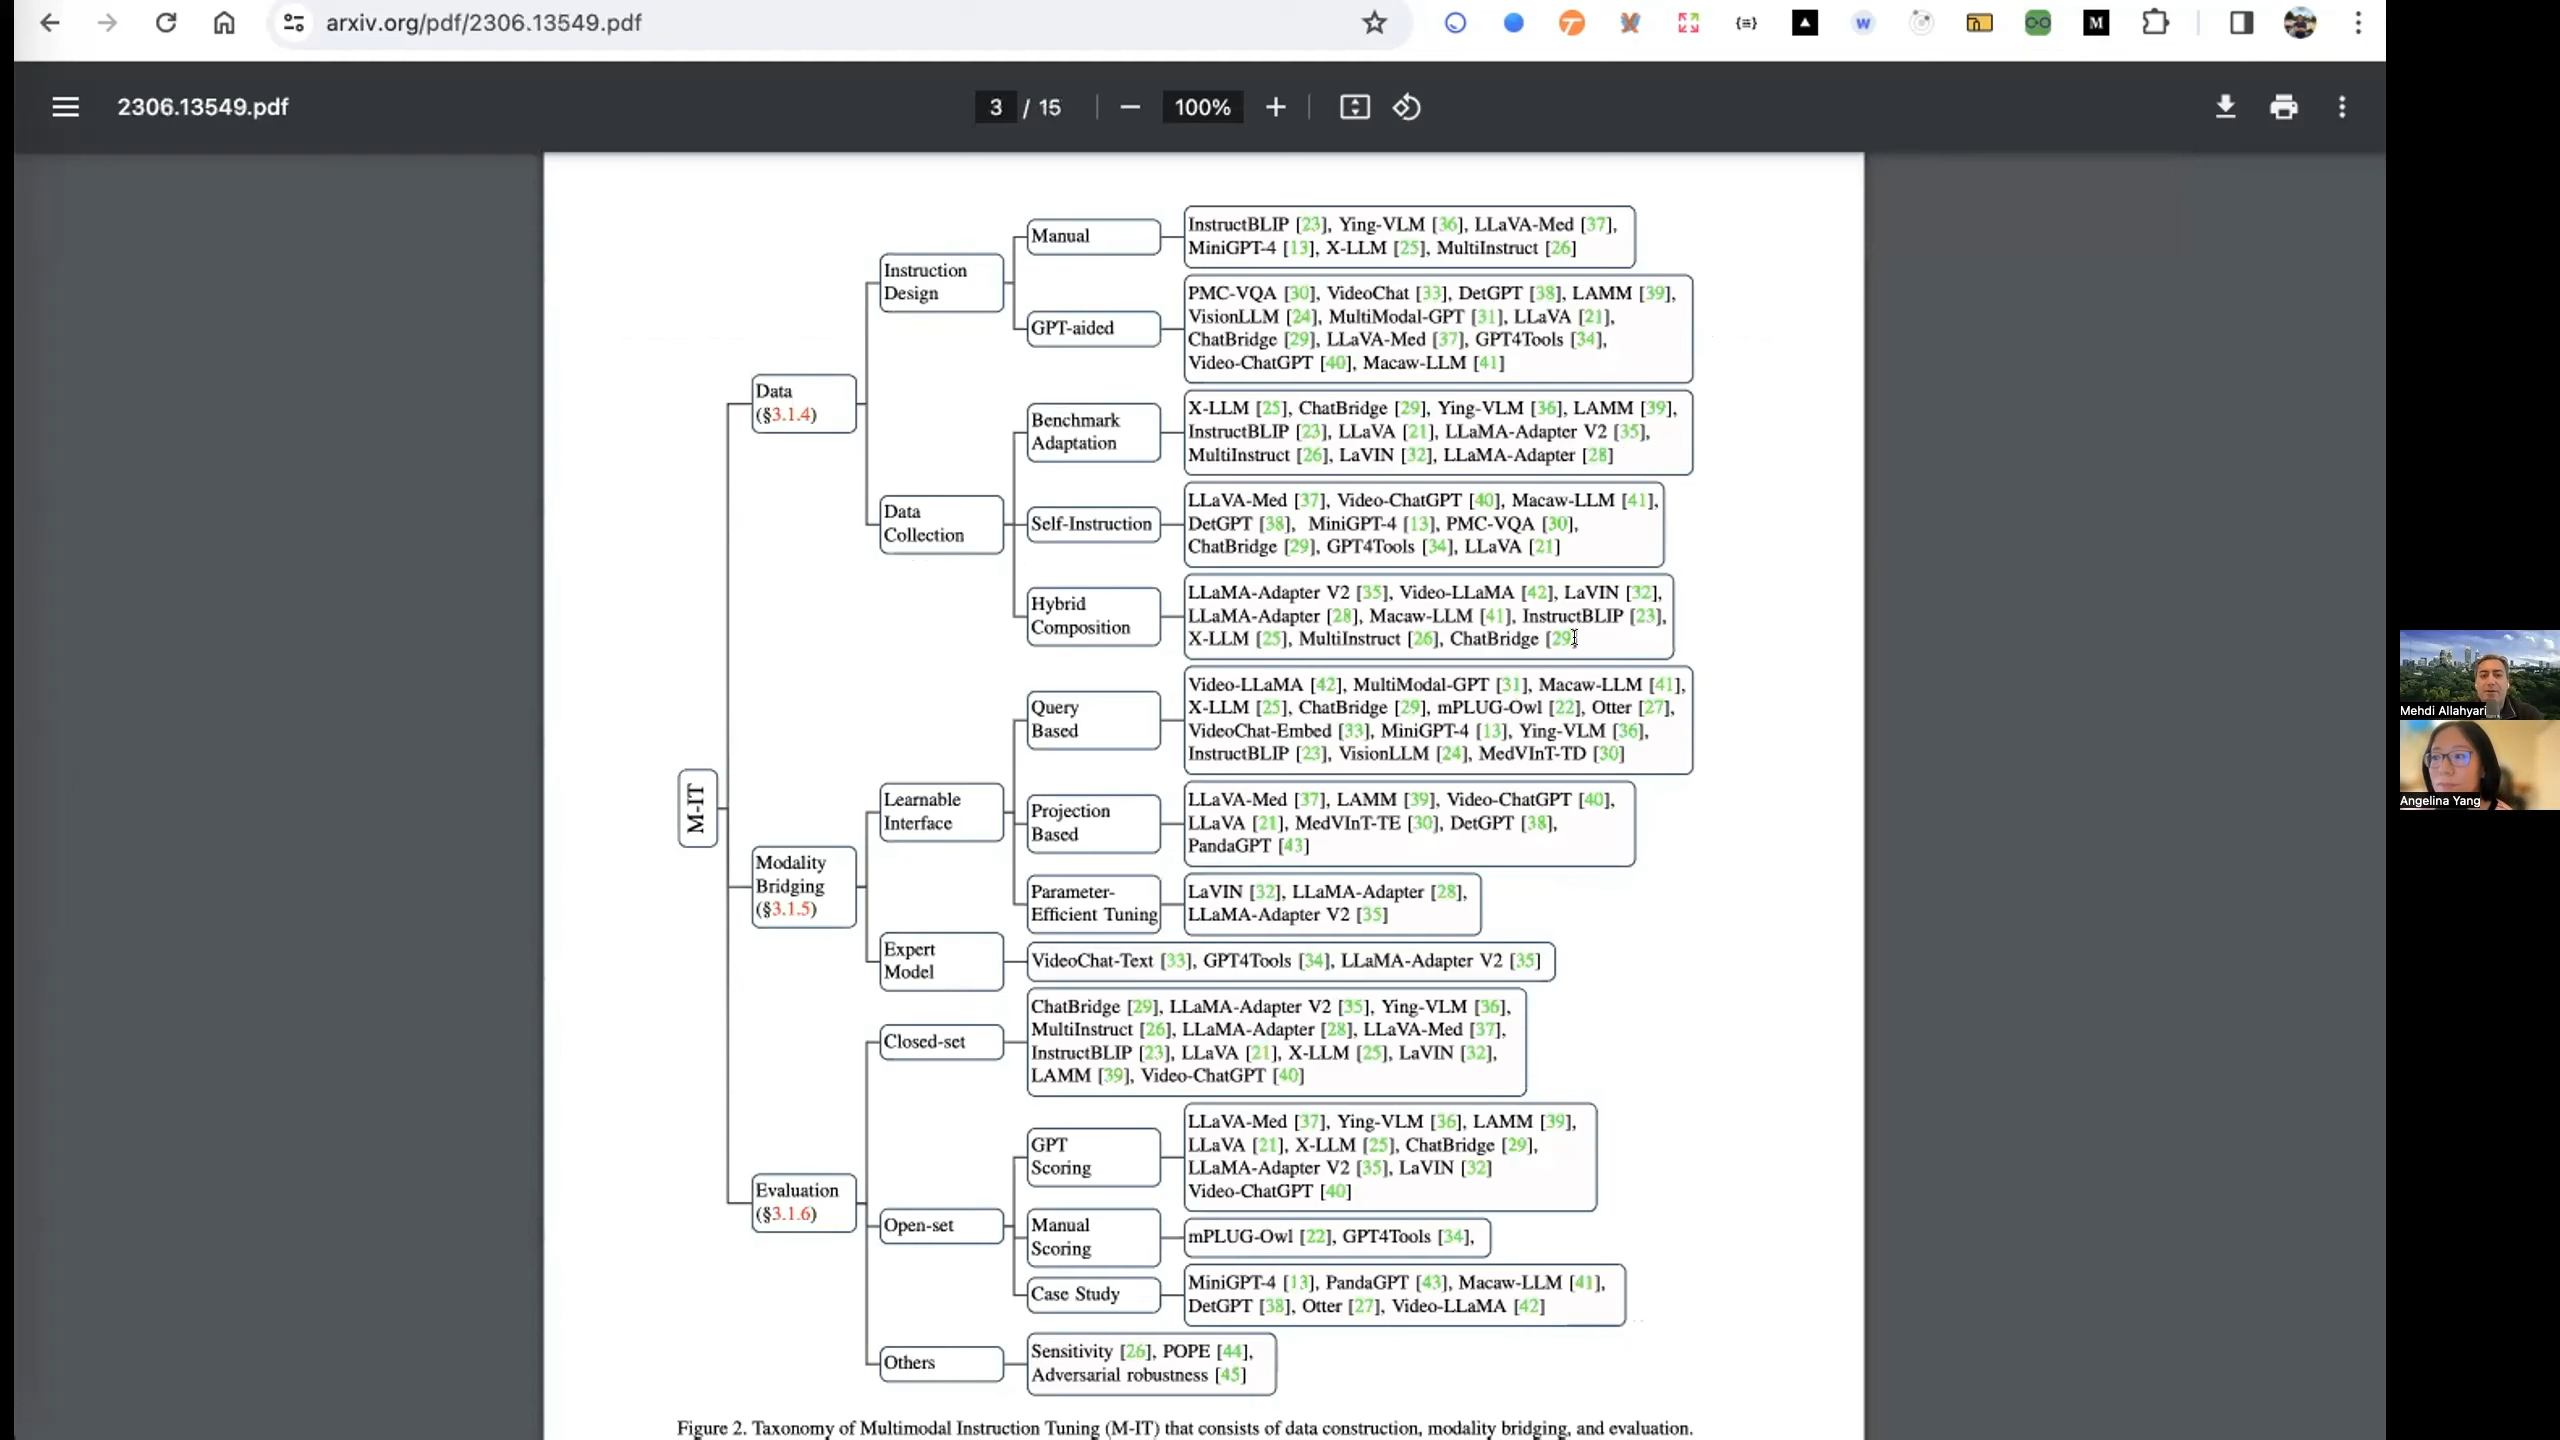 arxiv.org/pdf/2306.13549.pdf
2306.13549.pdf
3 / 15
100%
Manual
InstructBLIP [23], Ying-VLM [36], LLaVA-Med [37],
MiniGPT-4 [13], X-LLM [25], MultiInstruct [26]
Instruction
Design
GPT-aided
PMC-VQA [30], VideoChat [33], DetGPT [38], LAMM [39],
VisionLLM [24], MultiModal-GPT [31], LLaVA [21],
ChatBridge [29], LLaVA-Med [37], GPT4Tools [34],
Video-ChatGPT [40], Macaw-LLM [41]
Data
(§3.1.4)
Benchmark
Adaptation
X-LLM [25], ChatBridge [29], Ying-VLM [36], LAMM [39],
InstructBLIP [23], LLaVA [21], LLaMA-Adapter V2 [35],
MultiInstruct [26], LaVIN [32], LLaMA-Adapter [28]
Data
Collection
Self-Instruction
LLaVA-Med [37], Video-ChatGPT [40], Macaw-LLM [41],
DetGPT [38], MiniGPT-4 [13], PMC-VQA [30],
ChatBridge [29], GPT4Tools [34], LLaVA [21]
Hybrid
Composition
LLaMA-Adapter V2 [35], Video-LLaMA [42], LaVIN [32],
LLaMA-Adapter [28], Macaw-LLM [41], InstructBLIP [23],
X-LLM [25], MultiInstruct [26], ChatBridge [29]
M-IT
Modality
Bridging
(§3.1.5)
Learnable
Interface
Query
Based
Video-LLaMA [42], MultiModal-GPT [31], Macaw-LLM [41],
X-LLM [25], ChatBridge [29], mPLUG-Owl [22], Otter [27],
VideoChat-Embed [33], MiniGPT-4 [13], Ying-VLM [36],
InstructBLIP [23], VisionLLM [24], MedVInT-TD [30]
Projection
Based
LLaVA-Med [37], LAMM [39], Video-ChatGPT [40],
LLaVA [21], MedVInT-TE [30], DetGPT [38],
PandaGPT [43]
Parameter-
Efficient Tuning
LaVIN [32], LLaMA-Adapter [28],
LLaMA-Adapter V2 [35]
Expert
Model
VideoChat-Text [33], GPT4Tools [34], LLaMA-Adapter V2 [35]
Closed-set
ChatBridge [29], LLaMA-Adapter V2 [35], Ying-VLM [36],
MultiInstruct [26], LLaMA-Adapter [28], LLaVA-Med [37],
InstructBLIP [23], LLaVA [21], X-LLM [25], LaVIN [32],
LAMM [39], Video-ChatGPT [40]
Evaluation
(§3.1.6)
Open-set
GPT
Scoring
LLaVA-Med [37], Ying-VLM [36], LAMM [39],
LLaVA [21], X-LLM [25], ChatBridge [29],
LLaMA-Adapter V2 [35], LaVIN [32]
Video-ChatGPT [40]
Manual
Scoring
mPLUG-Owl [22], GPT4Tools [34],
Case Study
MiniGPT-4 [13], PandaGPT [43], Macaw-LLM [41],
DetGPT [38], Otter [27], Video-LLaMA [42]
Others
Sensitivity [26], POPE [44],
Adversarial robustness [45]
Figure 2. Taxonomy of Multimodal Instruction Tuning (M-IT) that consists of data construction, modality bridging, and evaluation.
Mehdi Allahyari
Angelina Yang